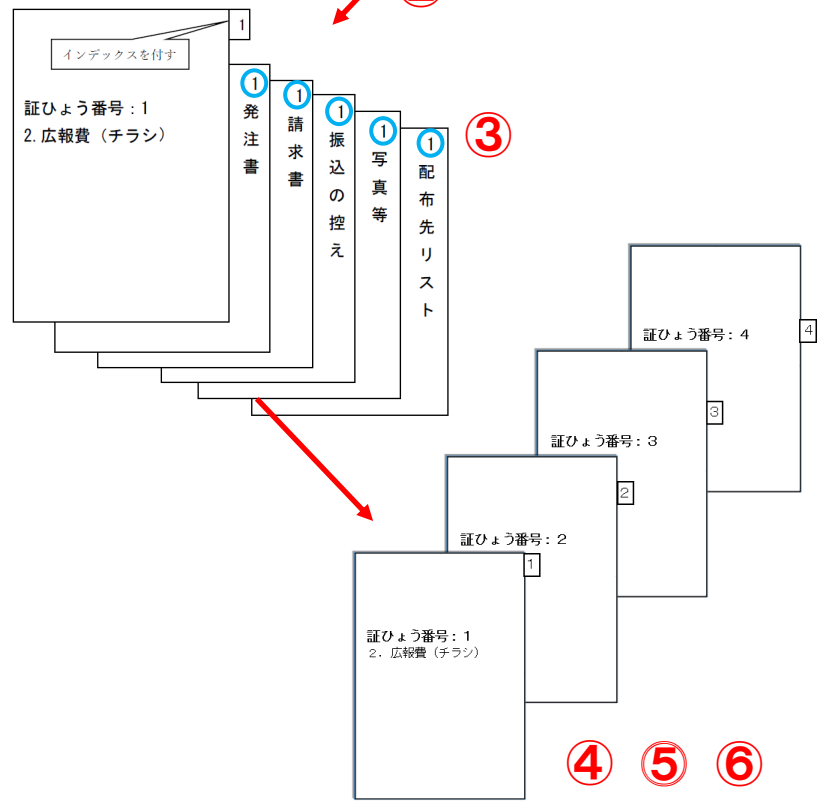 1
インデックスを付す
証ひょう番号：1
2.広報費（チラシ）
1発注書
1請求書
1振込の控え
1写真等
1配布先リスト
③
証ひょう番号：4
4
証ひょう番号：3
3
証ひょう番号：2
2
証ひょう番号：1
2．広報費（チラシ）
1
④ ⑤ ⑥